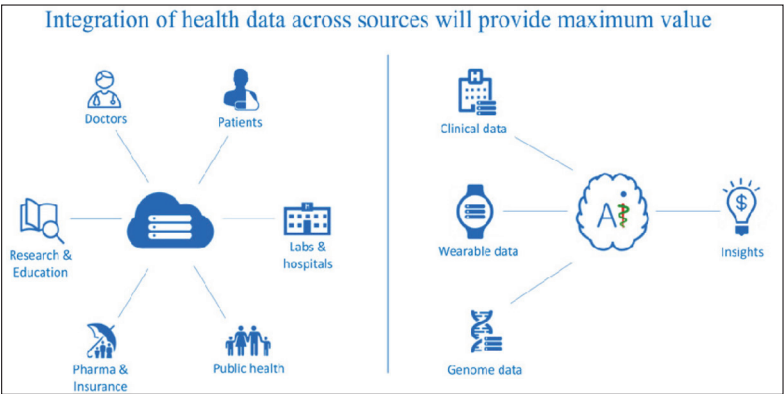 Integration of health data across sources will provide maximum value
Doctors
Patients
Research &
Education
Labs &
hospitals
Pharma &
Insurance
Public health
H
Clinical data
Wearable data
Genome data
AI
$
Insights